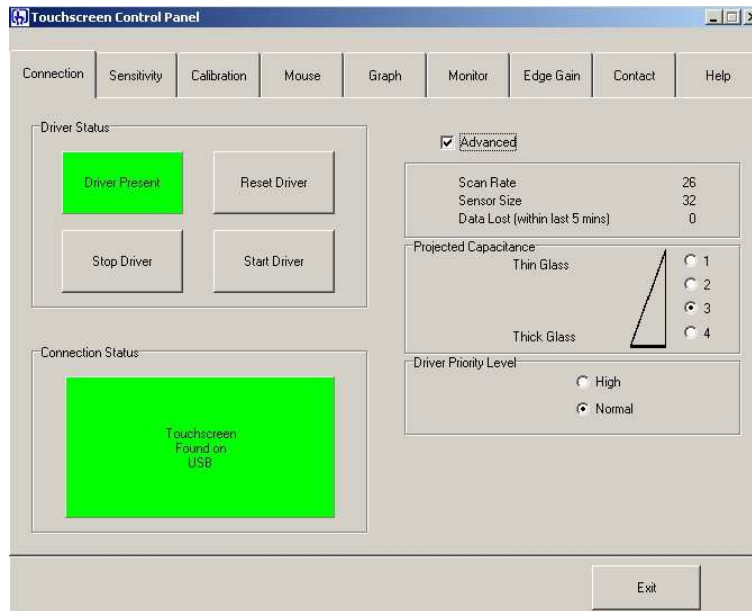 Touchscreen Control Panel
Connection
Sensitivity
Calibration
Mouse
Graph
Monitor
Edge Gain
Contact
Help
Driver Status
Driver Present
Reset Driver
Stop Driver
Start Driver
Connection Status
Touchscreen
Found on
USB
Advanced
Scan Rate 26
Sensor Size 32
Data Lost (within last 5 mins) 0
Projected Capacitance
Thin Glass
1
2
3
Thick Glass
4
Driver Priority Level
High
Normal
Exit